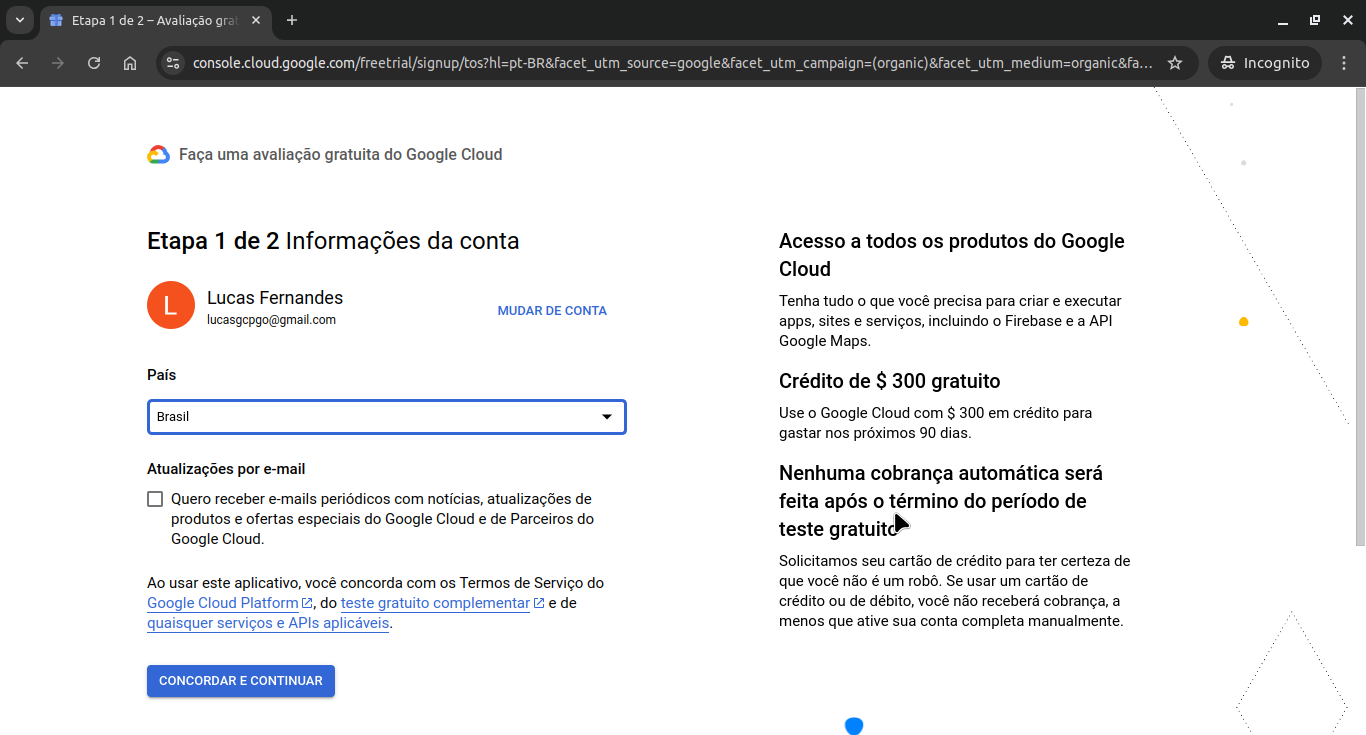 Etapa 1 de 2 – Avaliação grat
console.cloud.google.com/freetrial/signup/tos?hl=pt-BR&facet_utm_source=google&facet_utm_campaign=(organic)&facet_utm_medium=organic&fa...
Incognito
Faça uma avaliação gratuita do Google Cloud
Etapa 1 de 2 Informações da conta
L
Lucas Fernandes
lucasgcpgo@gmail.com
MUDAR DE CONTA
País
Brasil
Atualizações por e-mail
Quero receber e-mails periódicos com notícias, atualizações de
produtos e ofertas especiais do Google Cloud e de Parceiros do
Google Cloud.
Ao usar este aplicativo, você concorda com os Termos de Serviço do
Google Cloud Platform, do teste gratuito complementar e de
quaisquer serviços e APIs aplicáveis.
CONCORDAR E CONTINUAR
Acesso a todos os produtos do Google
Cloud
Tenha tudo o que você precisa para criar e executar
apps, sites e serviços, incluindo o Firebase e a API
Google Maps.
Crédito de $ 300 gratuito
Use o Google Cloud com $ 300 em crédito para
gastar nos próximos 90 dias.
Nenhuma cobrança automática será
feita após o término do período de
teste gratuito
Solicitamos seu cartão de crédito para ter certeza de
que você não é um robô. Se usar um cartão de
crédito ou de débito, você não receberá cobrança, a
menos que ative sua conta completa manualmente.